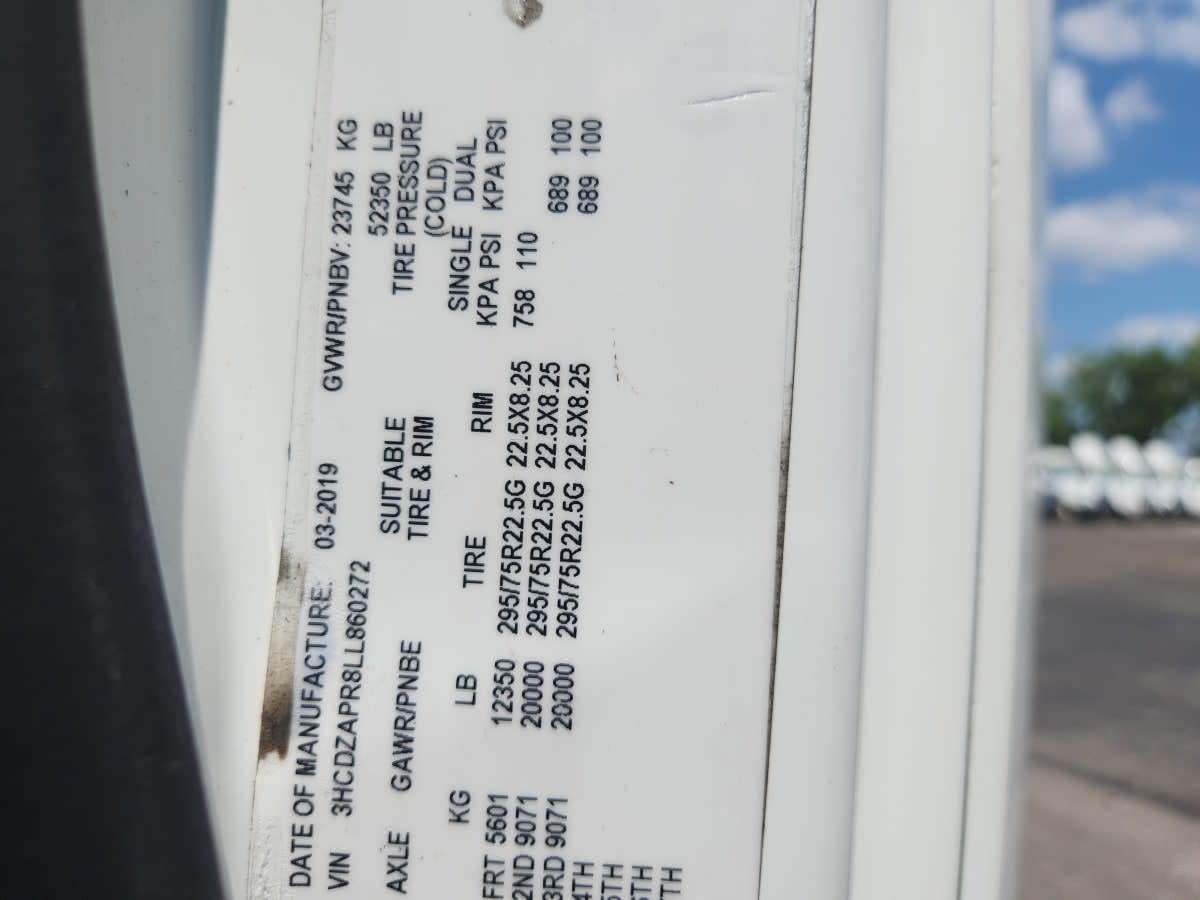 DATE OF MANUFACTURE: 03-2019 GVWR/PNBV: 23745 KG
VIN 3HCDZAPR8LL860272 52350 LB
AXLE GAWR/PNBE SUITABLE TIRE PRESSURE
TIRE & RIM (COLD)
SINGLE DUAL
KG LB TIRE RIM KPA PSI KPA PSI
FRT 5601 12350 295/75R22.5G 22.5X8.25 758 110
2ND 9071 20000 295/75R22.5G 22.5X8.25 689 100
3RD 9071 20000 295/75R22.5G 22.5X8.25 689 100
4TH
5TH
6TH
7TH